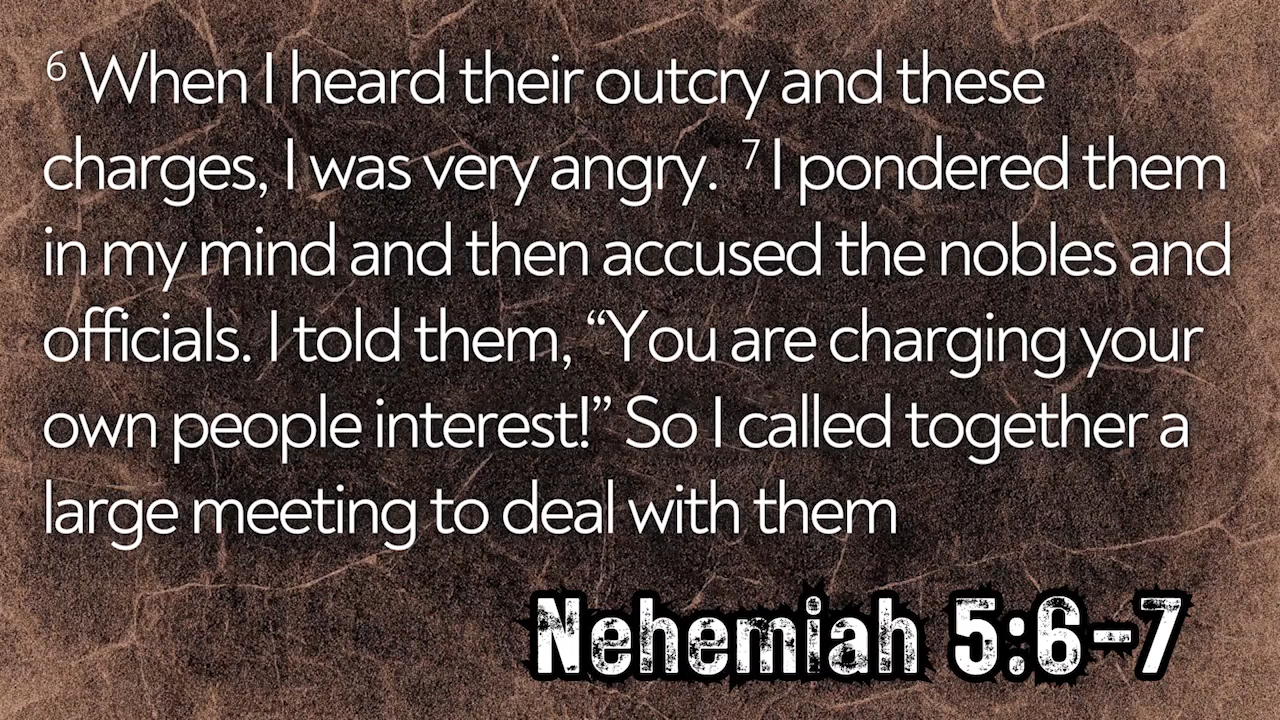 ⁶ When I heard their outcry and these
charges, I was very angry. ⁷ I pondered them
in my mind and then accused the nobles and
officials. I told them, “You are charging your
own people interest!” So I called together a
large meeting to deal with them
Nehemiah 5:6-7